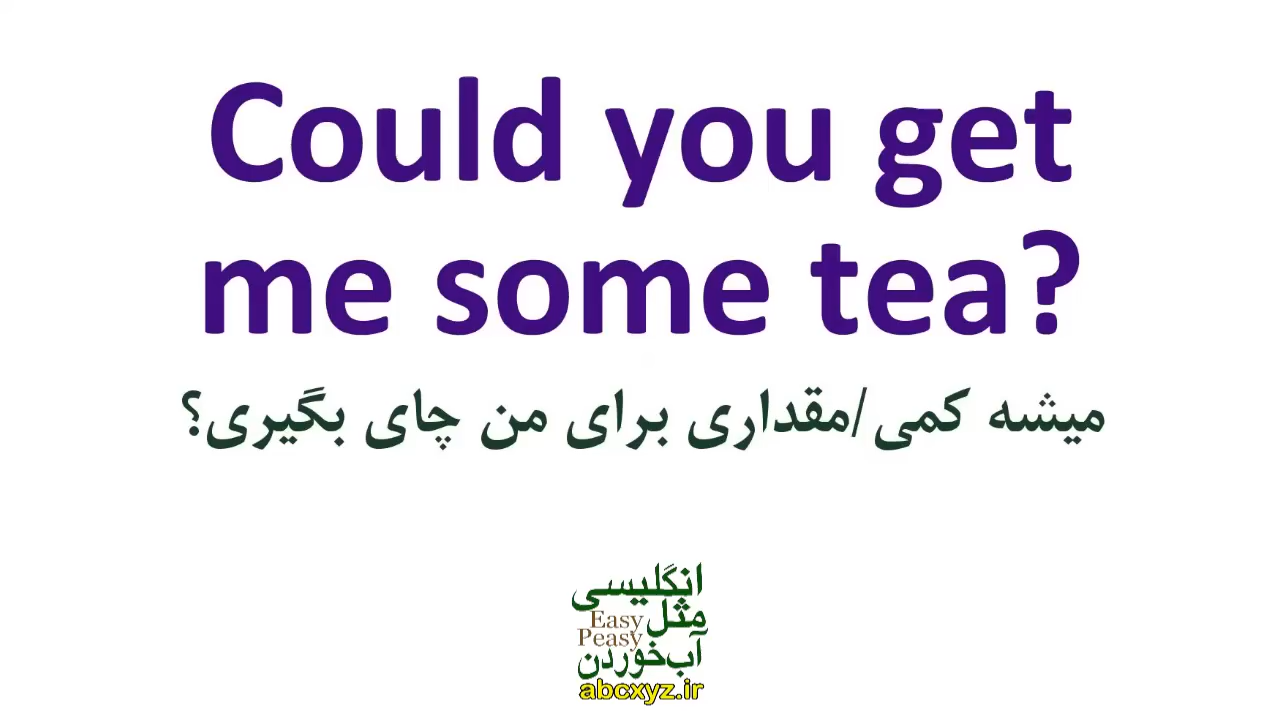 Could you get
me some tea?
میشه کمی/مقداری برای من چای بگیری؟
انگلیسی
مثل
Easy
Peasy
آب‌خوردن
abcxyz.ir